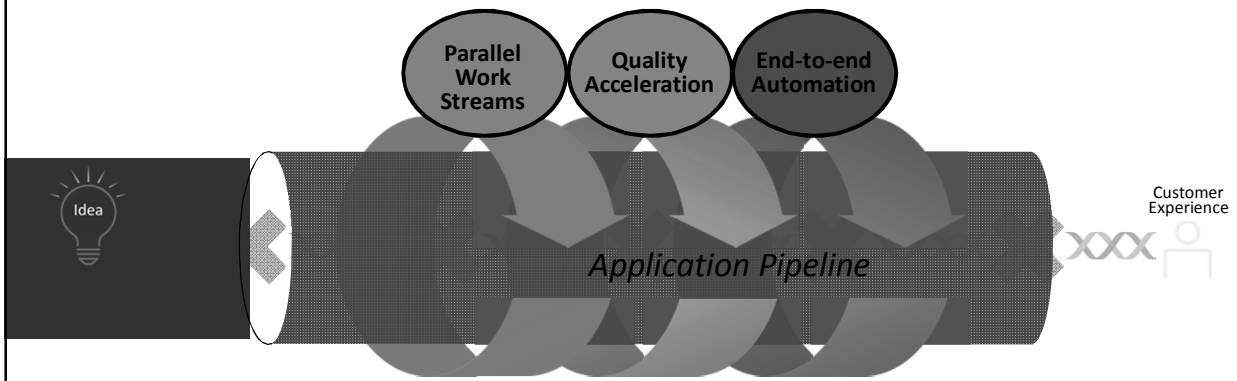 Parallel
Work
Streams
Quality
Acceleration
End-to-end
Automation
Idea
Customer
Experience
Application Pipeline